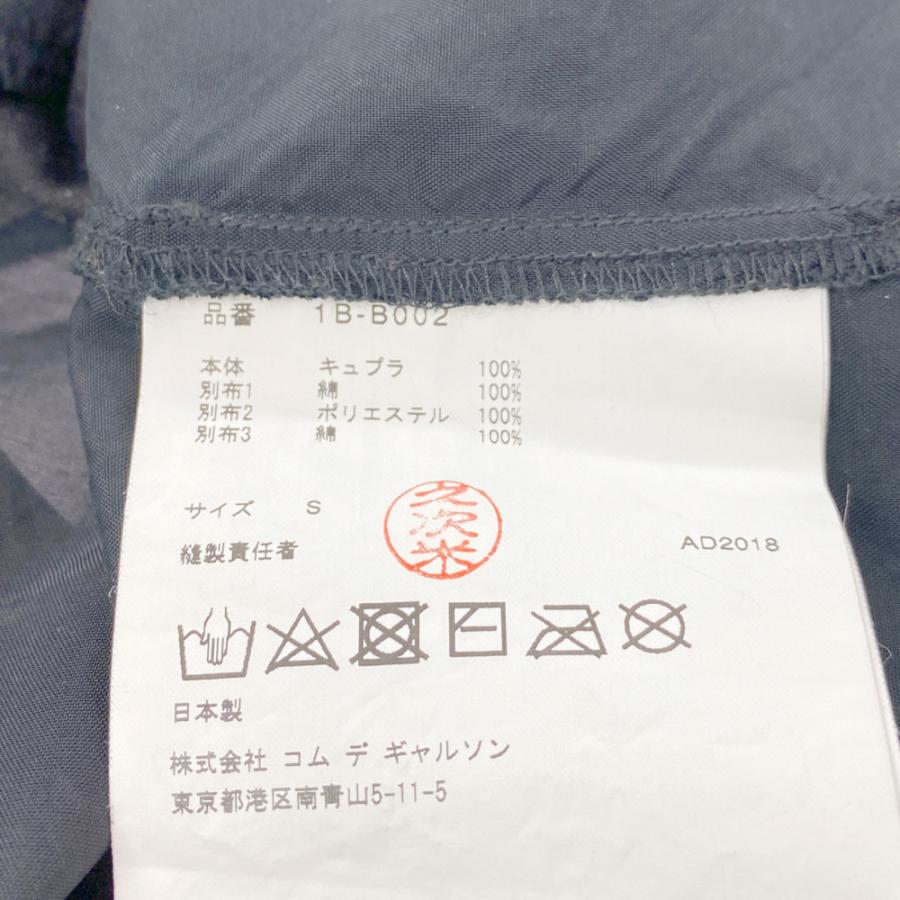 品番 1B-B002
本体 キュプラ 100%
別布1 綿 100%
別布2 ポリエステル 100%
別布3 綿 100%
サイズ S
久次米
縫製責任者
AD2018
日本製
株式会社 コム デ ギャルソン
東京都港区南青山5-11-5